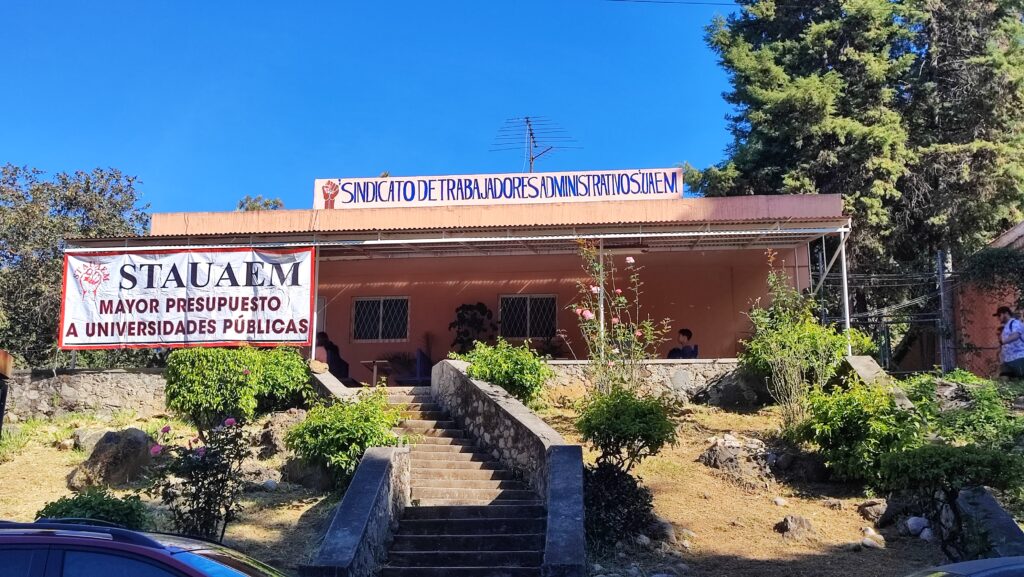 SINDICATO DE TRABAJADORES ADMINISTRATIVOS UAEM
STAUAEM
MAYOR PRESUPUESTO
A UNIVERSIDADES PÚBLICAS